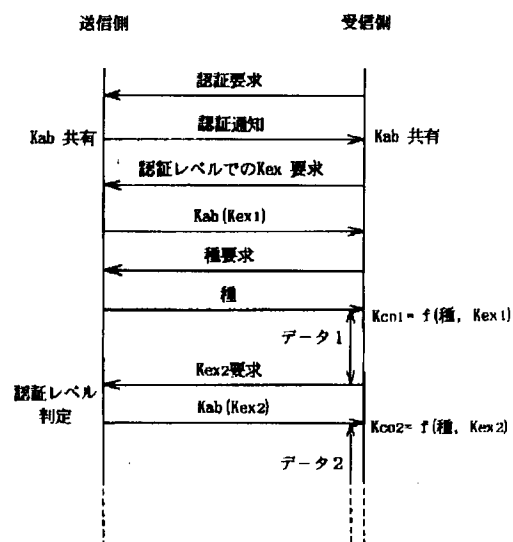 送信側
受信側
認証要求
認証通知
Kab 共有
Kab 共有
認証レベルでのKex 要求
Kab(Kex1)
種要求
種
Kco1= f(種, Kex1)
データ1
Kex2要求
認証レベル
判定
Kab(Kex2)
Kco2= f(種, Kex2)
データ2